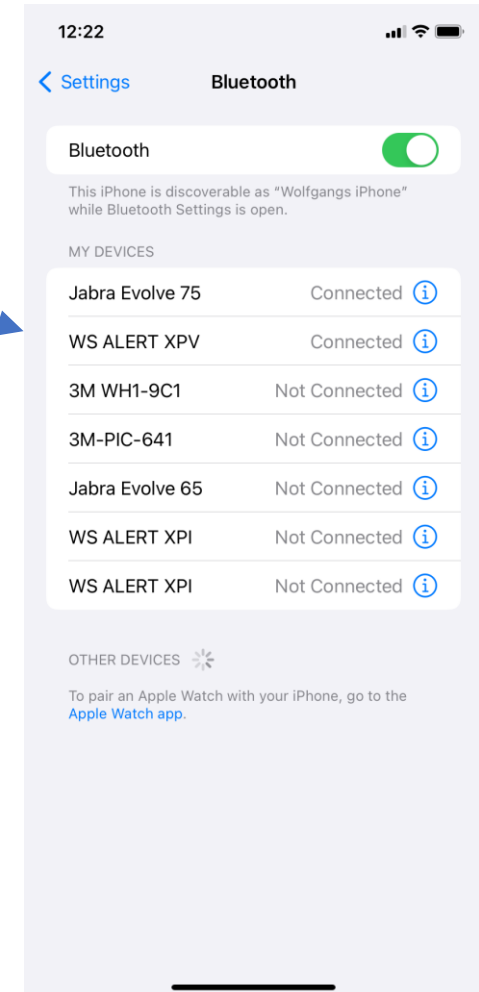 12:22
Settings
Bluetooth
Bluetooth
This iPhone is discoverable as “Wolfgangs iPhone”
while Bluetooth Settings is open.
MY DEVICES
Jabra Evolve 75 Connected
WS ALERT XPV Connected
3M WH1-9C1 Not Connected
3M-PIC-641 Not Connected
Jabra Evolve 65 Not Connected
WS ALERT XPI Not Connected
WS ALERT XPI Not Connected
OTHER DEVICES
To pair an Apple Watch with your iPhone, go to the
Apple Watch app.